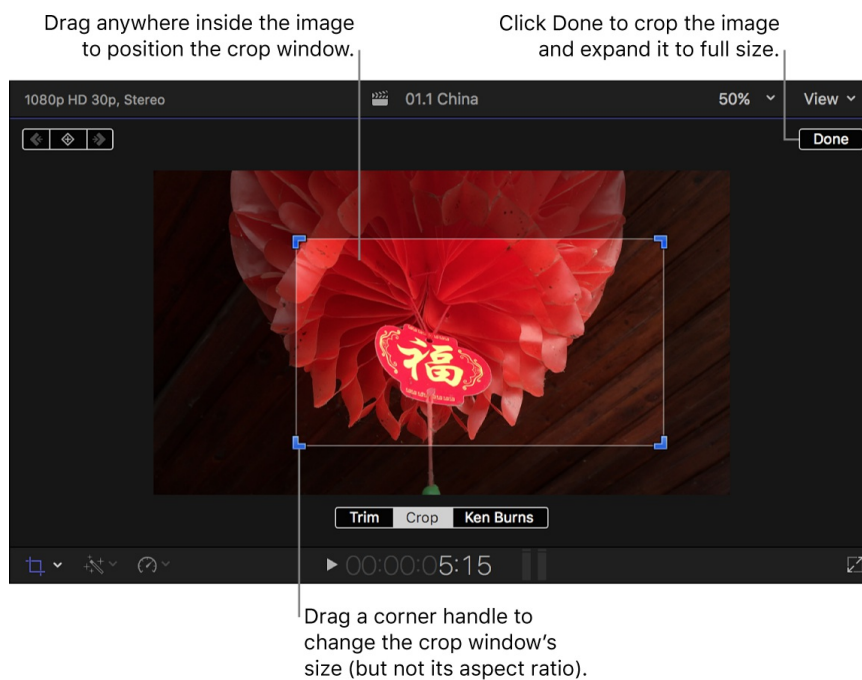 Drag anywhere inside the image
to position the crop window.
Click Done to crop the image
and expand it to full size.
1080p HD 30p, Stereo
01.1 China
50%
View
Done
福
Trim
Crop
Ken Burns
00:00:05:15
Drag a corner handle to
change the crop window’s
size (but not its aspect ratio).